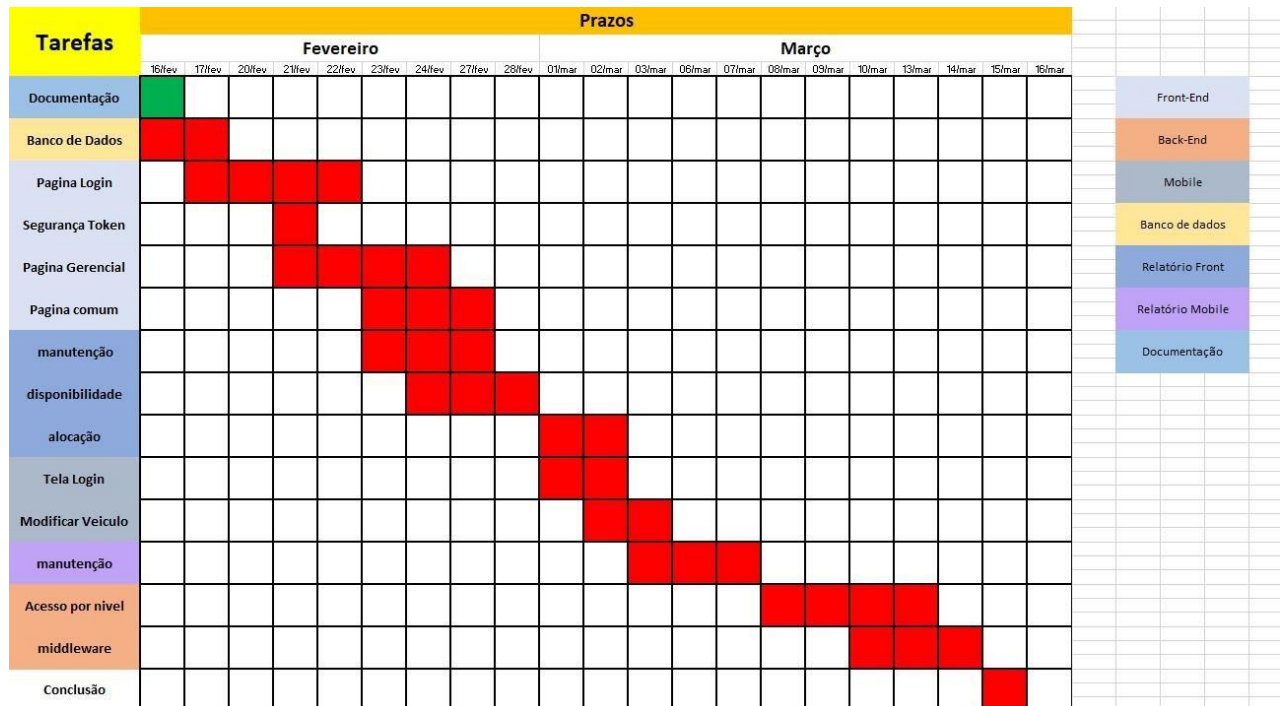 Tarefas
Prazos
Fevereiro
Março
16/fev 17/fev 20/fev 21/fev 22/fev 23/fev 24/fev 27/fev 28/fev 01/mar 02/mar 03/mar 06/mar 07/mar 08/mar 09/mar 10/mar 13/mar 14/mar 15/mar 16/mar
Documentação
Banco de Dados
Pagina Login
Segurança Token
Pagina Gerencial
Pagina comum
manutenção
disponibilidade
alocação
Tela Login
Modificar Veiculo
manutenção
Acesso por nivel
middleware
Conclusão
Front-End
Back-End
Mobile
Banco de dados
Relatório Front
Relatório Mobile
Documentação